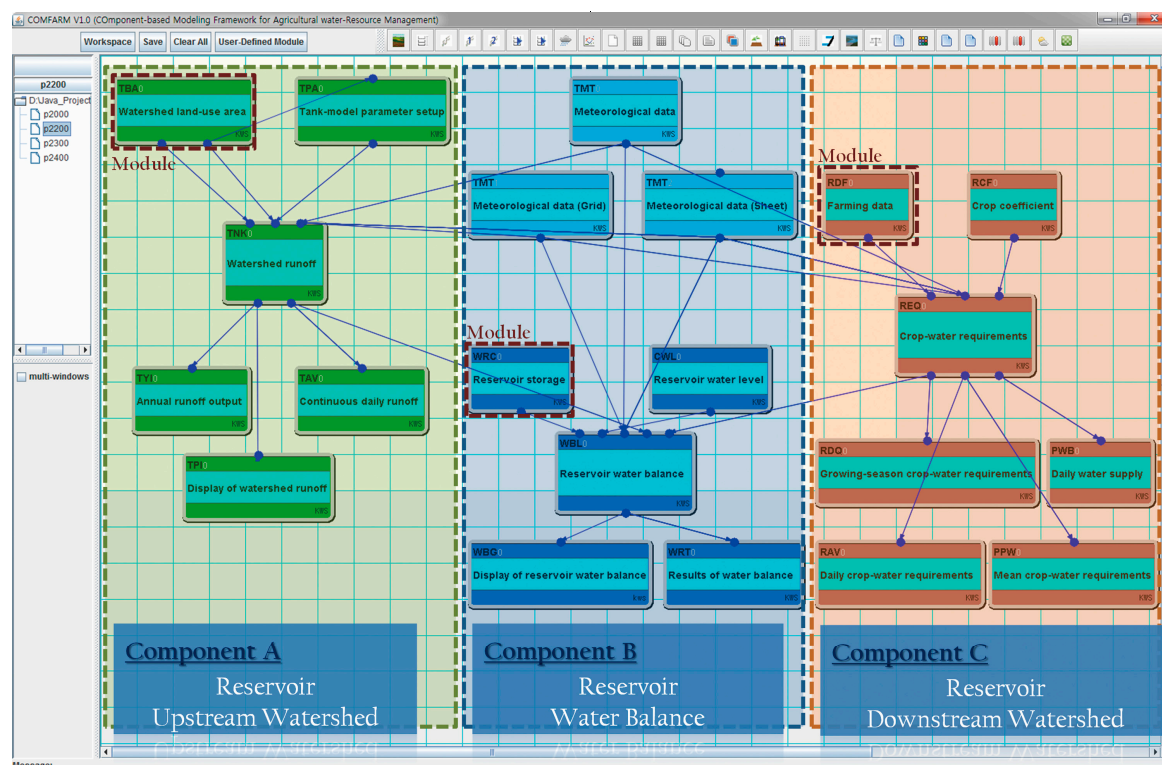 COMFARM V1.0 (COmponent-based Modeling Framework for Agricultural water-Resource Management)
Workspace Save Clear All User-Defined Module
p2200
D:\Java_Project
p2000
p2200
p2300
p2400
multi-windows
TBA()
Watershed land-use area
KWS
Module
TPA()
Tank-model parameter setup
KWS
TNK()
Watershed runoff
KWS
TYI()
Annual runoff output
KWS
TAV()
Continuous daily runoff
KWS
TPI()
Display of watershed runoff
KWS
Component A
Reservoir
Upstream Watershed
TMT
Meteorological data
KWS
TMT
Meteorological data (Grid)
KWS
TMT
Meteorological data (Sheet)
KWS
Module
WRC()
Reservoir storage
KWS
CWL()
Reservoir water level
KWS
WBL()
Reservoir water balance
KWS
WBG()
Display of reservoir water balance
kws
WRT()
Results of water balance
KWS
Component B
Reservoir
Water Balance
Module
RDF()
Farming data
KWS
RCF()
Crop coefficient
KWS
REQ()
Crop-water requirements
KWS
RDQ()
Growing-season crop-water requirements
KWS
PWB()
Daily water supply
KWS
RAV()
Daily crop-water requirements
KWS
PPW()
Mean crop-water requirements
KWS
Component C
Reservoir
Downstream Watershed